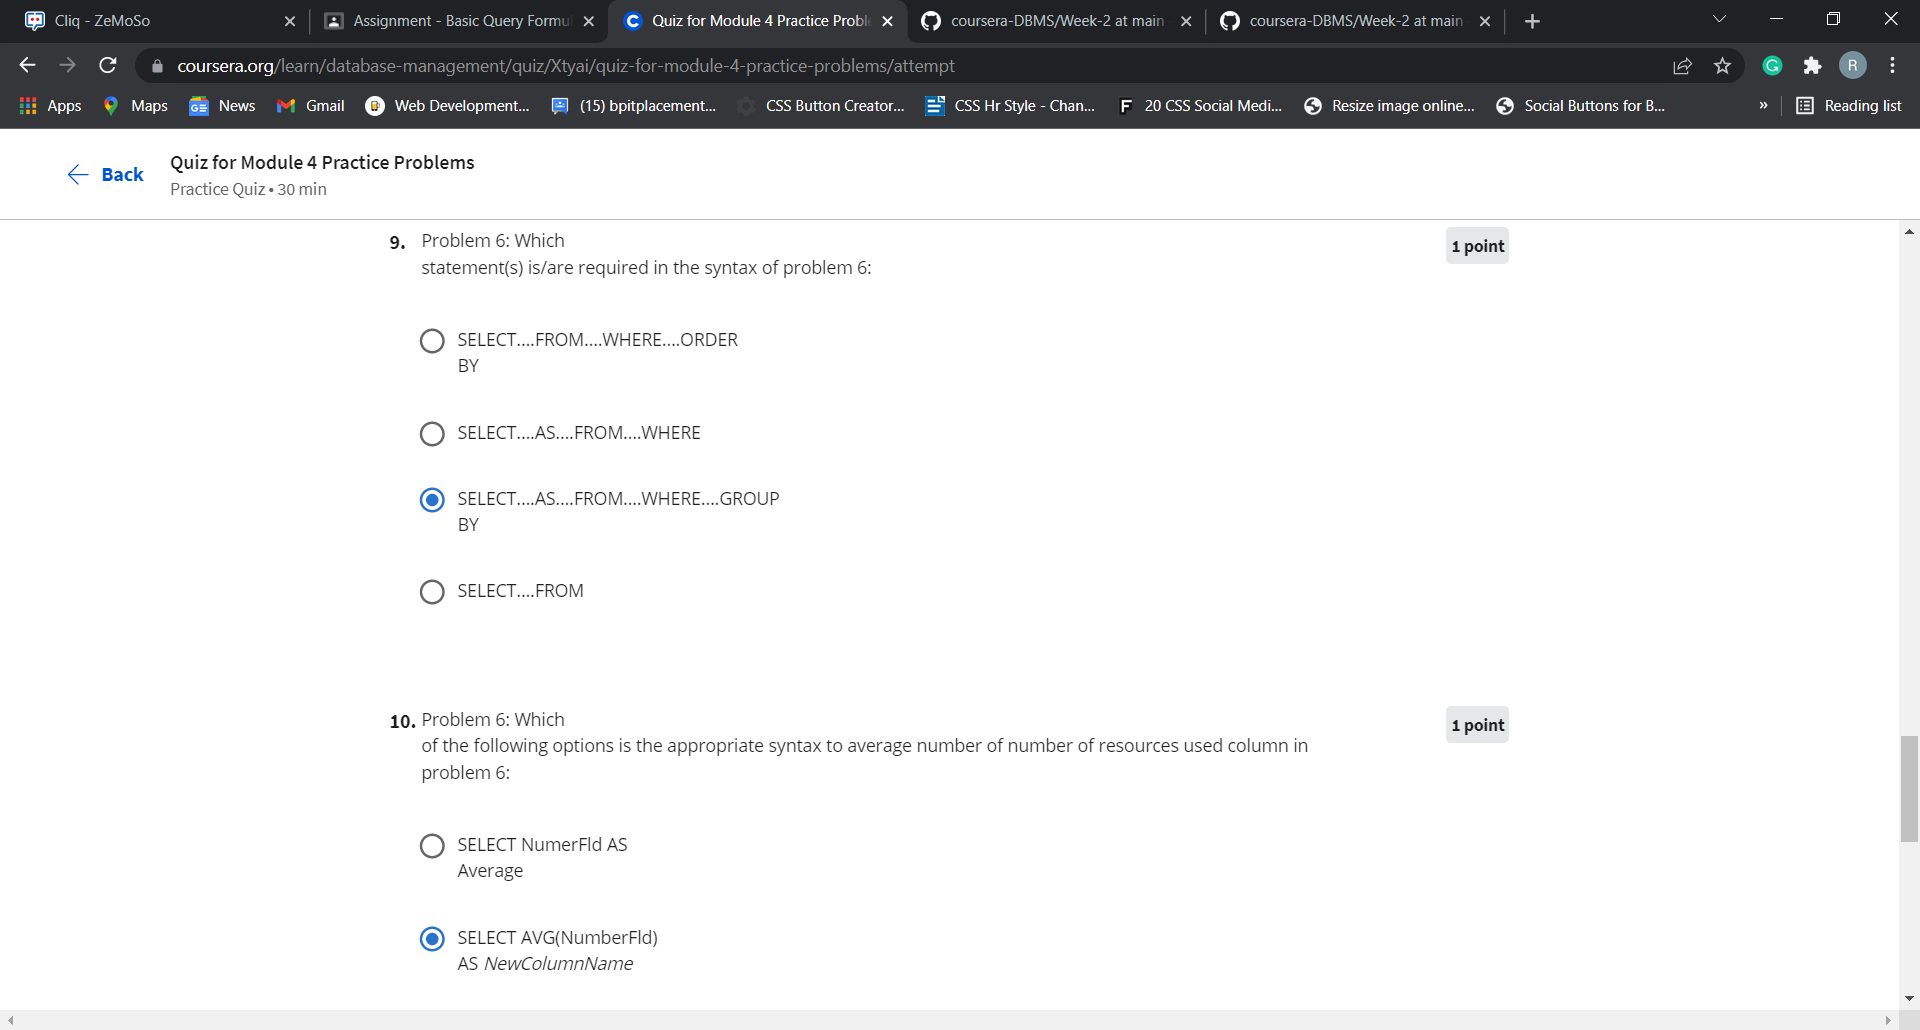 Cliq - ZeMoSo
Assignment - Basic Query Formul
Quiz for Module 4 Practice Proble
coursera-DBMS/Week-2 at main
coursera-DBMS/Week-2 at main
coursera.org/learn/database-management/quiz/Xtyai/quiz-for-module-4-practice-problems/attempt
G
R
Apps
Maps
News
Gmail
Web Development...
(15) bpitplacement...
CSS Button Creator...
CSS Hr Style - Chan...
20 CSS Social Medi...
Resize image online...
Social Buttons for B...
»
Reading list
Back
Quiz for Module 4 Practice Problems
Practice Quiz • 30 min
9. Problem 6: Which
statement(s) is/are required in the syntax of problem 6:
1 point
SELECT....FROM....WHERE....ORDER
BY
SELECT....AS....FROM....WHERE
SELECT....AS....FROM....WHERE....GROUP
BY
SELECT....FROM
10. Problem 6: Which
of the following options is the appropriate syntax to average number of number of resources used column in
problem 6:
1 point
SELECT NumerFld AS
Average
SELECT AVG(NumberFld)
AS NewColumnName